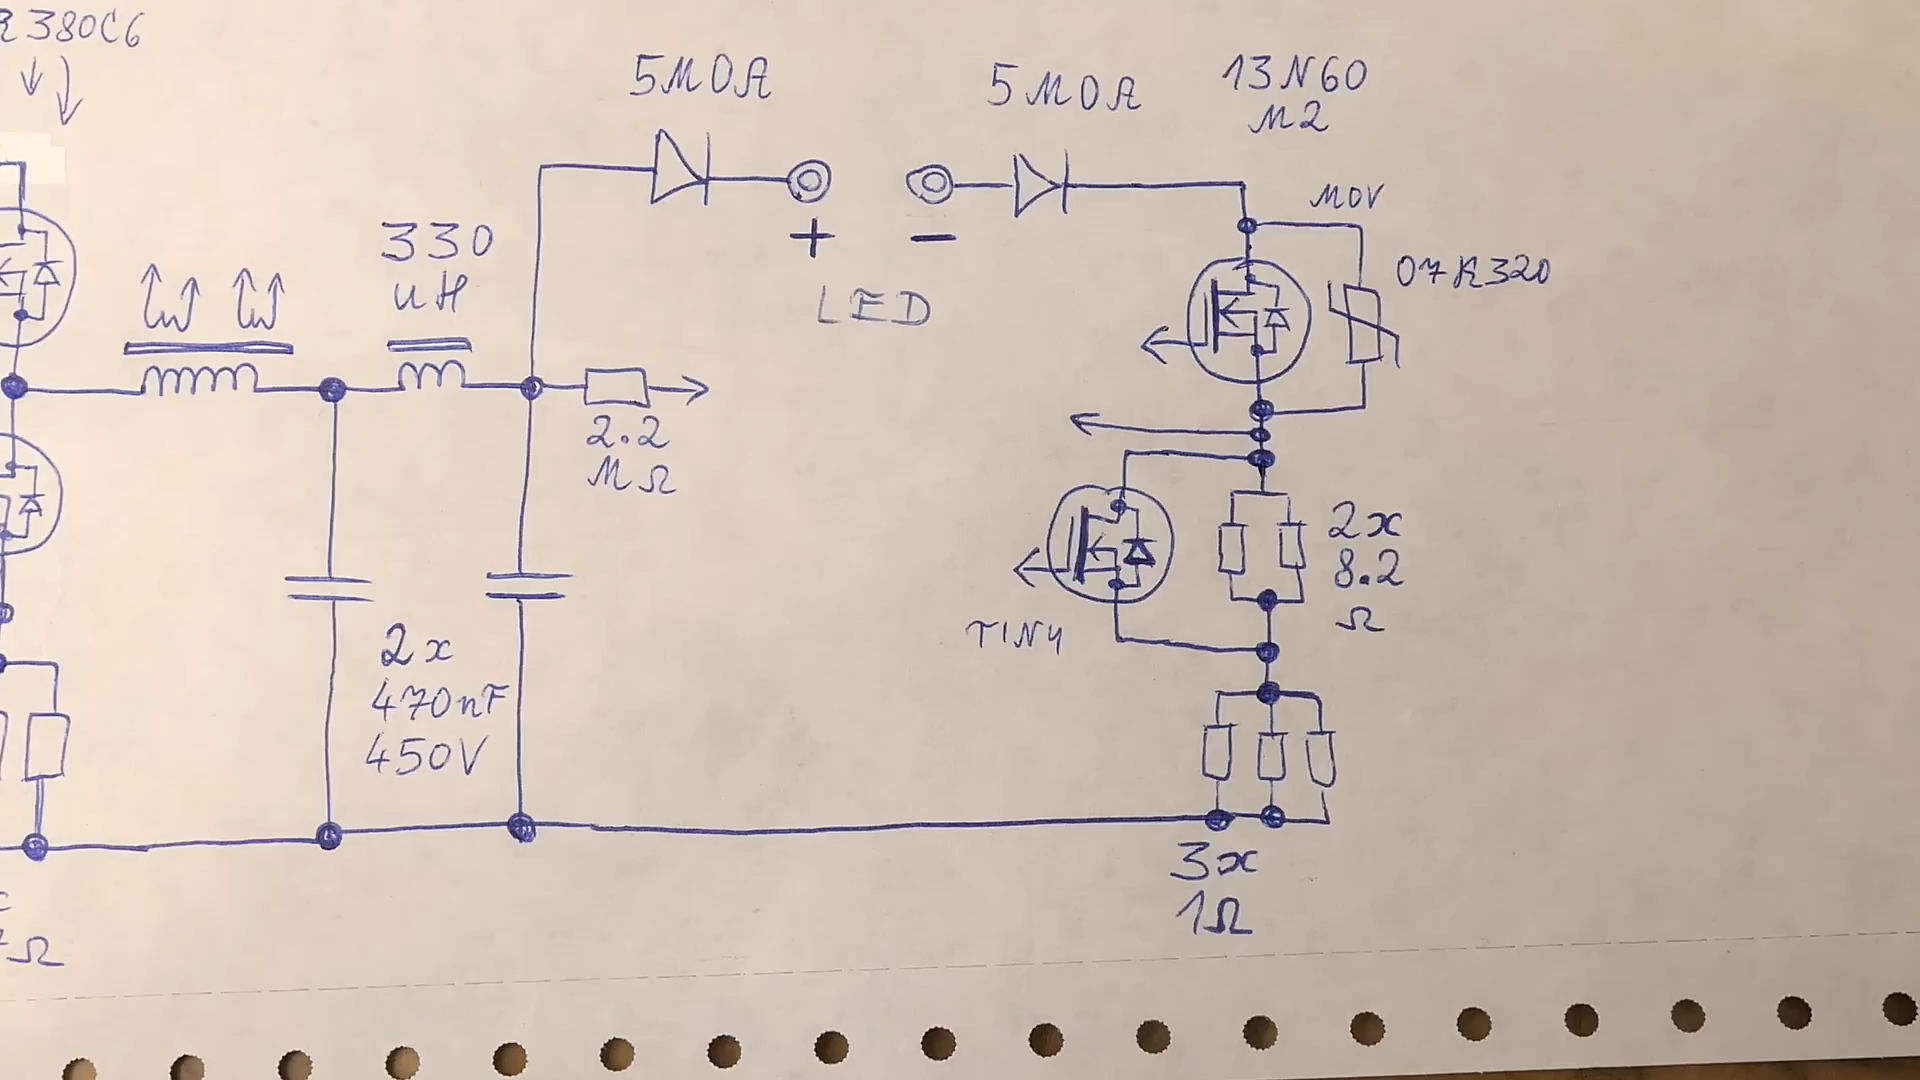 R380C6
5M0A
5M0A
13N60
M2
MOV
07K320
330
uH
+
-
LED
2.2
MΩ
2x
470nF
450V
2x
8.2
Ω
TINY
3x
1Ω
Ω